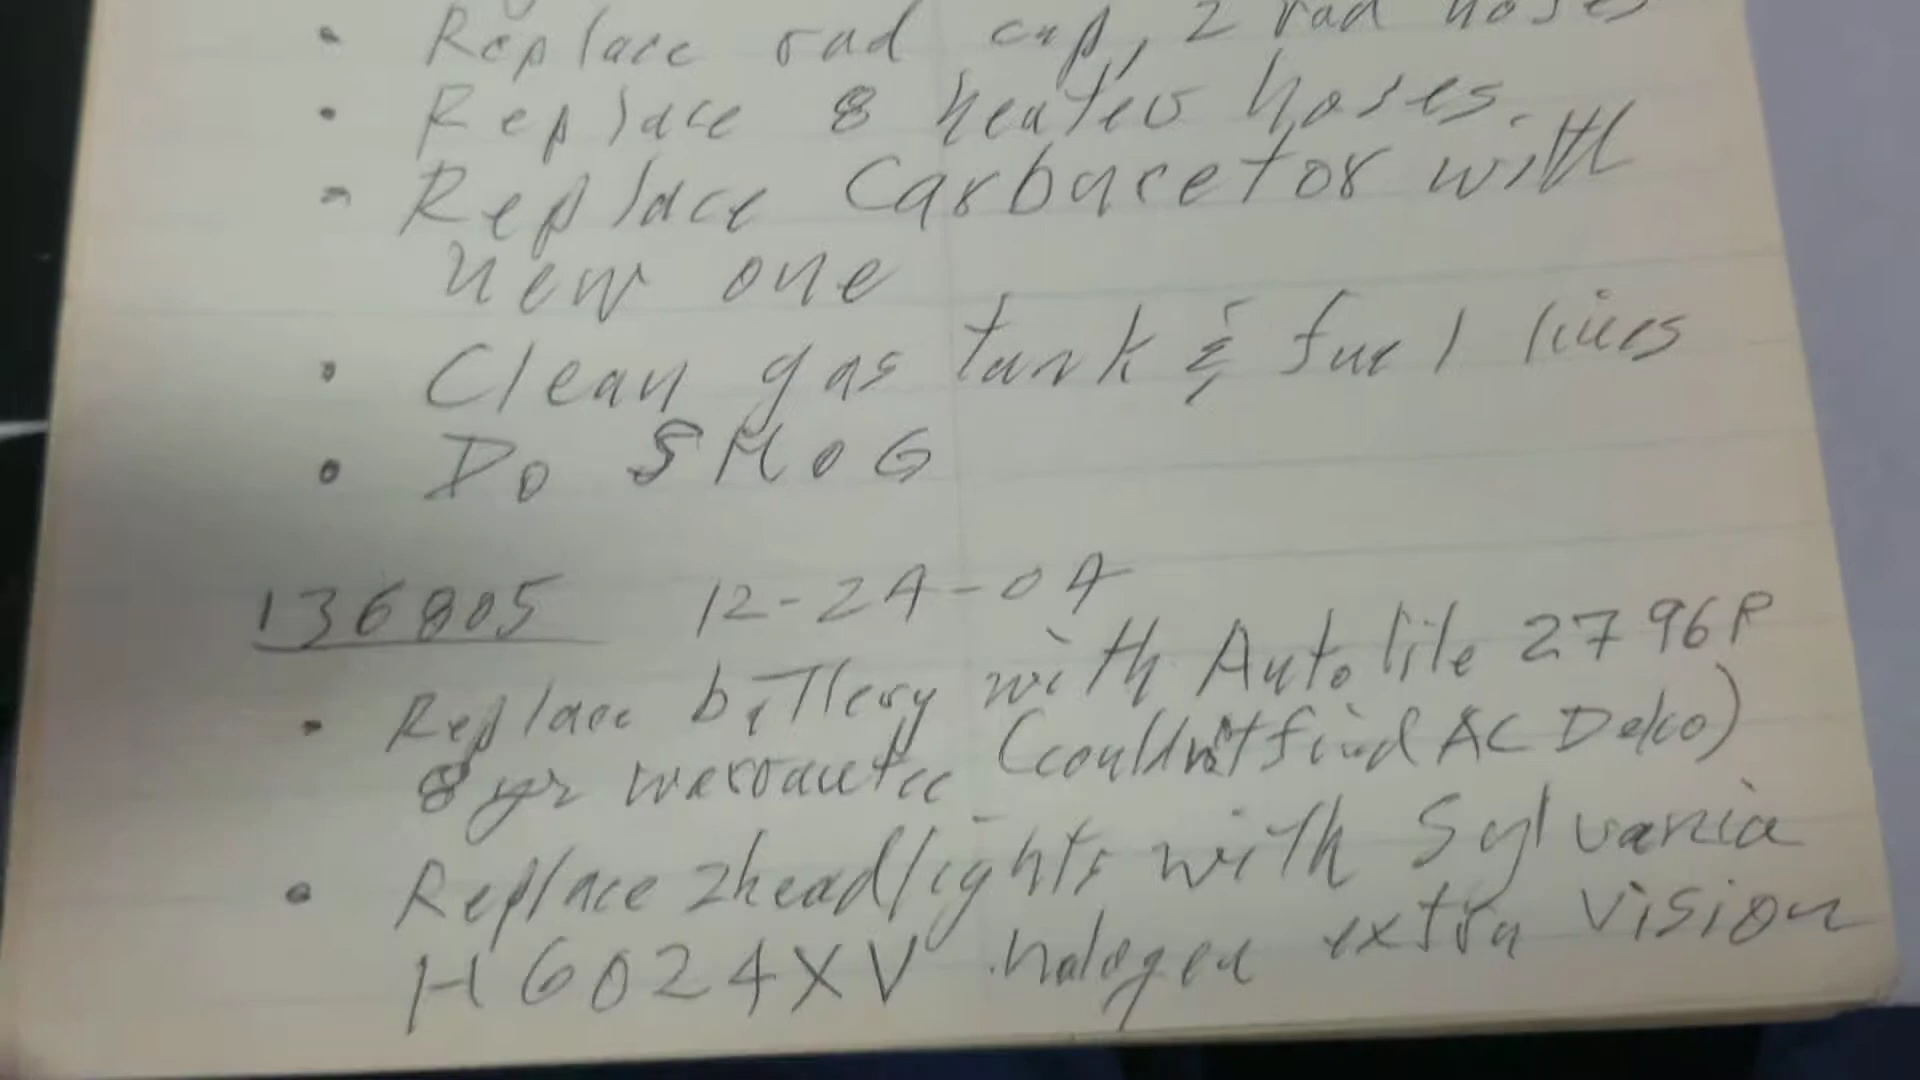 • Replace rad cap, 2 rad hoses
• Replace 8 heater hoses.
• Replace Carbucetor with
new one
• Clean gas tank & fuel lines
• Do SMOG
136805 12-24-04
• Replace battery with Autolite 2796P
8 yr warrantee (couldn't find AC Delco)
• Replace 2 headlights with Sylvania
H6024XV halogen extra Vision